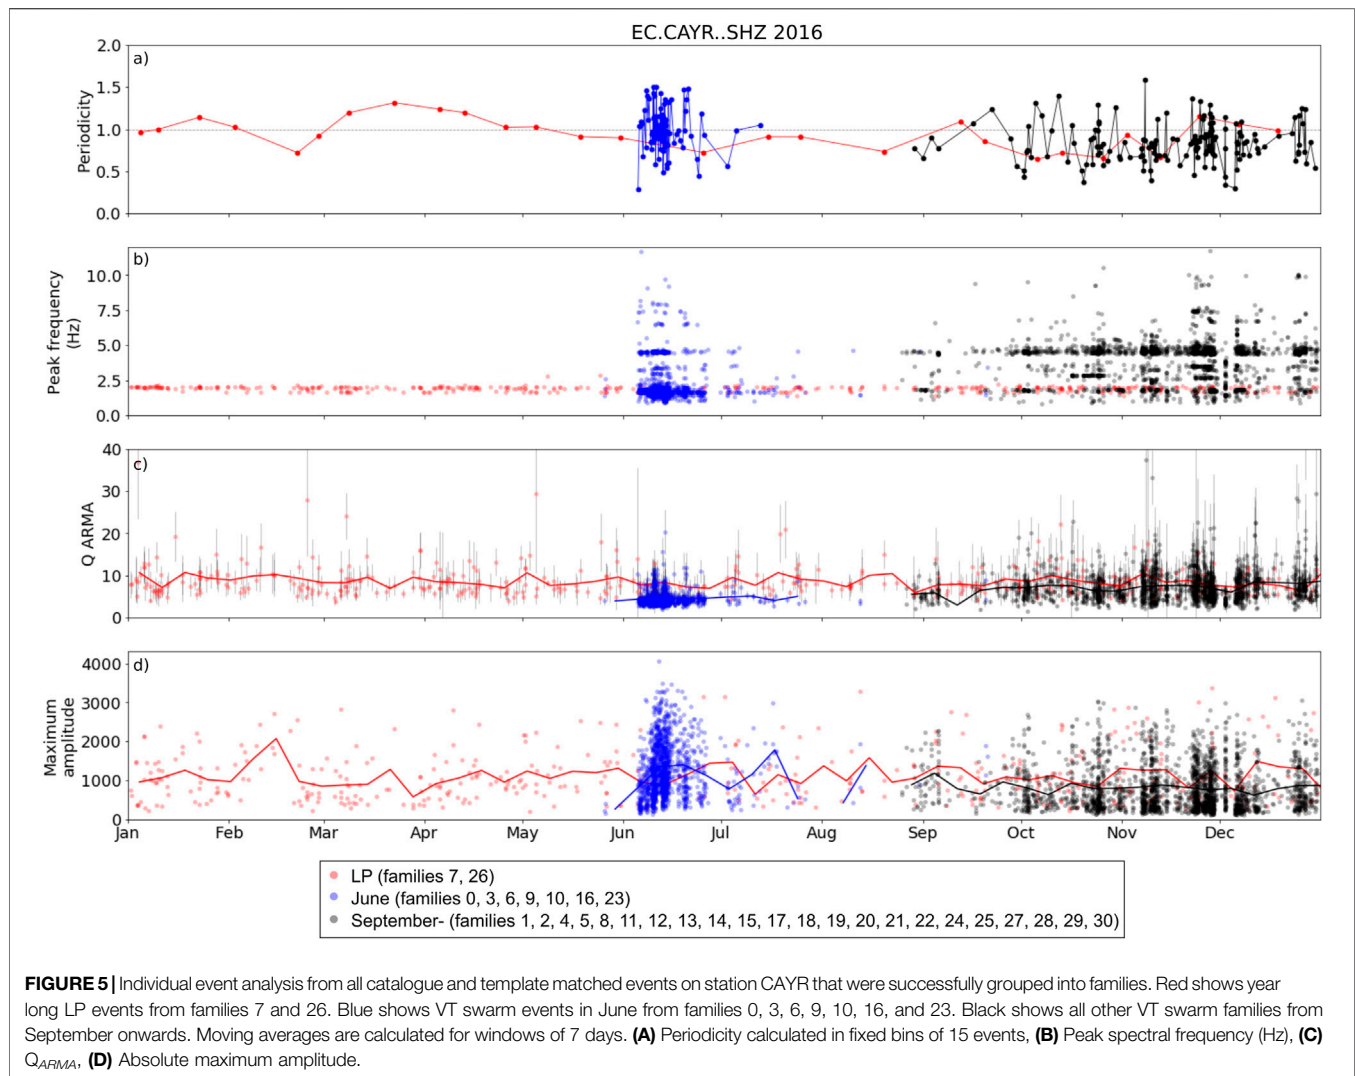 EC.CAYR..SHZ 2016
a)
Periodicity
2.0
1.5
1.0
0.5
0.0
b)
Peak frequency
(Hz)
10.0
7.5
5.0
2.5
0.0
c)
Q ARMA
40
30
20
10
0
d)
Maximum
amplitude
4000
3000
2000
1000
0
Jan Feb Mar Apr May Jun Jul Aug Sep Oct Nov Dec
LP (families 7, 26)
June (families 0, 3, 6, 9, 10, 16, 23)
September- (families 1, 2, 4, 5, 8, 11, 12, 13, 14, 15, 17, 18, 19, 20, 21, 22, 24, 25, 27, 28, 29, 30)
FIGURE 5 | Individual event analysis from all catalogue and template matched events on station CAYR that were successfully grouped into families. Red shows year
long LP events from families 7 and 26. Blue shows VT swarm events in June from families 0, 3, 6, 9, 10, 16, and 23. Black shows all other VT swarm families from
September onwards. Moving averages are calculated for windows of 7 days. (A) Periodicity calculated in fixed bins of 15 events, (B) Peak spectral frequency (Hz), (C)
QARMA, (D) Absolute maximum amplitude.